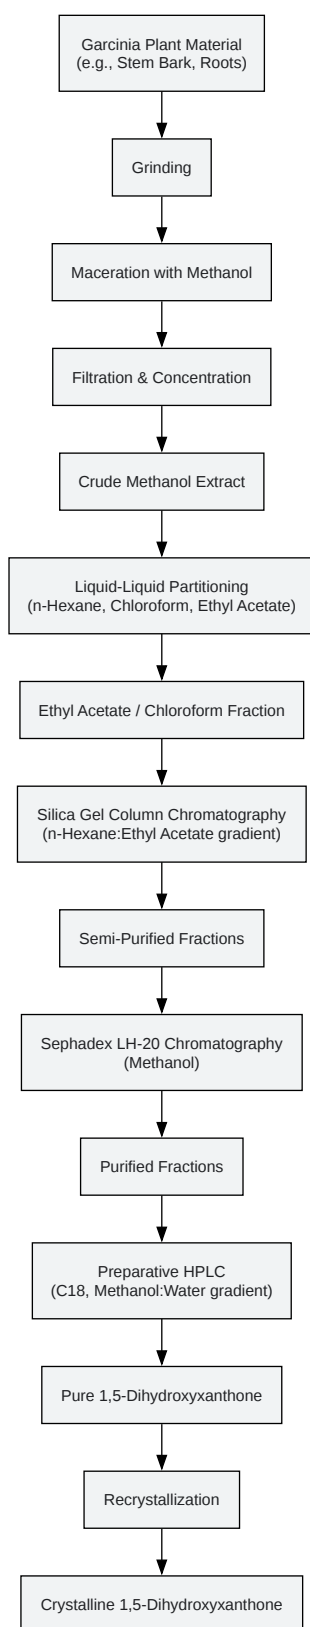 Garcinia Plant Material
(e.g., Stem Bark, Roots)
Grinding
Maceration with Methanol
Filtration & Concentration
Crude Methanol Extract
Liquid-Liquid Partitioning
(n-Hexane, Chloroform, Ethyl Acetate)
Ethyl Acetate / Chloroform Fraction
Silica Gel Column Chromatography
(n-Hexane:Ethyl Acetate gradient)
Semi-Purified Fractions
Sephadex LH-20 Chromatography
(Methanol)
Purified Fractions
Preparative HPLC
(C18, Methanol:Water gradient)
Pure 1,5-Dihydroxyxanthone
Recrystallization
Crystalline 1,5-Dihydroxyxanthone